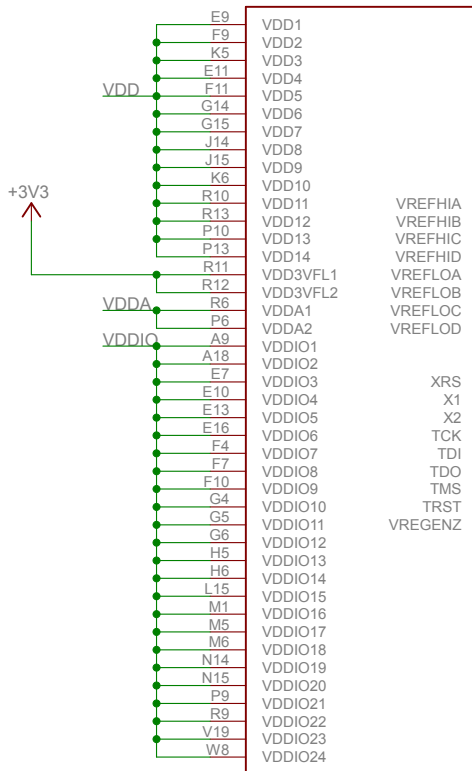 E9 VDD1
F9 VDD2
K5 VDD3
E11 VDD4
VDD F11 VDD5
G14 VDD6
G15 VDD7
J14 VDD8
J15 VDD9
K6 VDD10
+3V3 R10 VDD11 VREFHIA
R13 VDD12 VREFHIB
P10 VDD13 VREFHIC
P13 VDD14 VREFHID
R11 VDD3VFL1 VREFLOA
R12 VDD3VFL2 VREFLOB
VDDA R6 VDDA1 VREFLOC
P6 VDDA2 VREFLOD
VDDIO A9 VDDIO1
A18 VDDIO2
E7 VDDIO3 XRS
E10 VDDIO4 X1
E13 VDDIO5 X2
E16 VDDIO6 TCK
F4 VDDIO7 TDI
F7 VDDIO8 TDO
F10 VDDIO9 TMS
G4 VDDIO10 TRST
G5 VDDIO11 VREGENZ
G6 VDDIO12
H5 VDDIO13
H6 VDDIO14
L15 VDDIO15
M1 VDDIO16
M5 VDDIO17
M6 VDDIO18
N14 VDDIO19
N15 VDDIO20
P9 VDDIO21
R9 VDDIO22
V19 VDDIO23
W8 VDDIO24